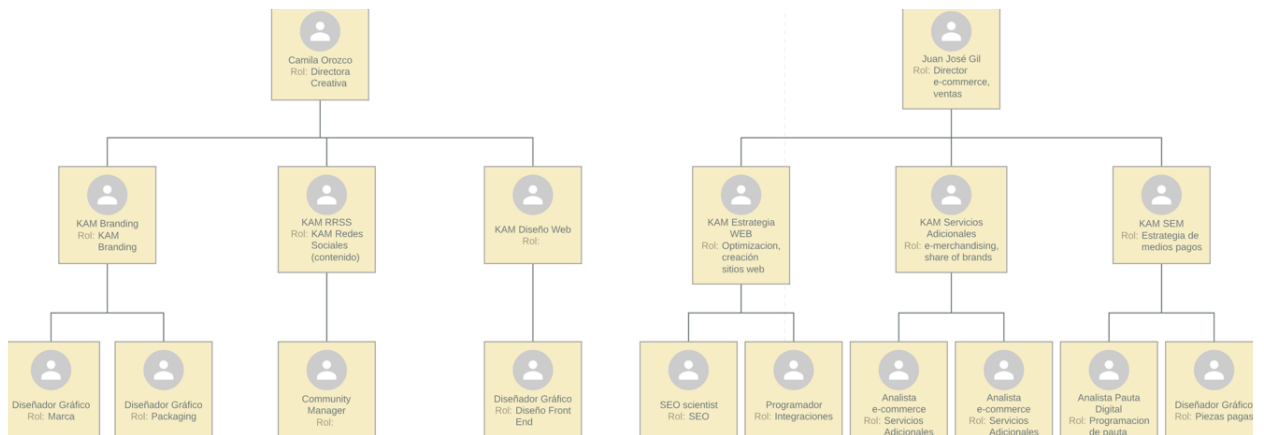 Camila Orozco
Rol: Directora
Creativa
Juan José Gil
Rol: Director
e-commerce,
ventas
KAM Branding
Rol: KAM
Branding
KAM RRSS
Rol: KAM Redes
Sociales
(contenido)
KAM Diseño Web
Rol:
KAM Estrategia
WEB
Rol: Optimizacion,
creación
sitios web
KAM Servicios
Adicionales
Rol: e-merchandising,
share of brands
KAM SEM
Rol: Estrategia de
medios pagos
Diseñador Gráfico
Rol: Marca
Diseñador Gráfico
Rol: Packaging
Community
Manager
Rol:
Diseñador Gráfico
Rol: Diseño Front
End
SEO scientist
Rol: SEO
Programador
Rol: Integraciones
Analista
e-commerce
Rol: Servicios
Adicionales
Analista
e-commerce
Rol: Servicios
Adicionales
Analista Pauta
Digital
Rol: Programacion
de pauta
Diseñador Gráfico
Rol: Piezas pagas